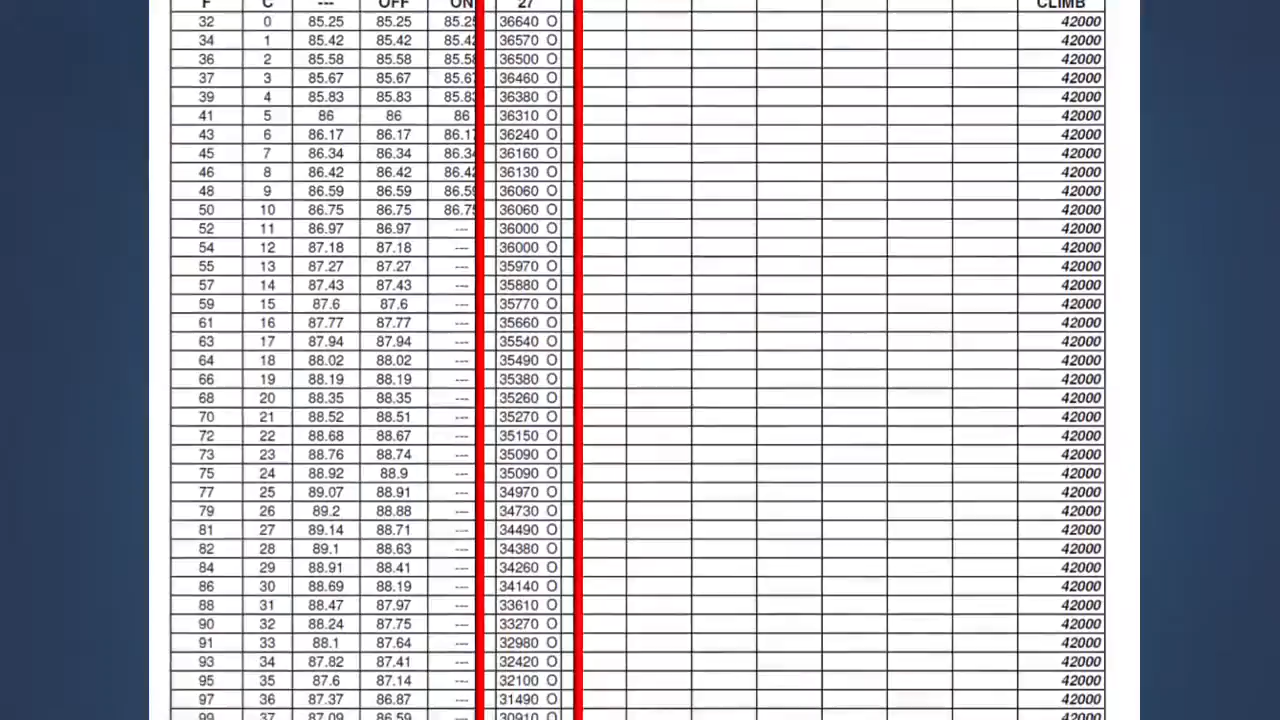 F C --- OFF ON 27 CLIMB
32 0 85.25 85.25 85.25 36640 O 42000
34 1 85.42 85.42 85.42 36570 O 42000
36 2 85.58 85.58 85.58 36500 O 42000
37 3 85.67 85.67 85.67 36460 O 42000
39 4 85.83 85.83 85.83 36380 O 42000
41 5 86 86 86 36310 O 42000
43 6 86.17 86.17 86.17 36240 O 42000
45 7 86.34 86.34 86.34 36160 O 42000
46 8 86.42 86.42 86.42 36130 O 42000
48 9 86.59 86.59 86.59 36060 O 42000
50 10 86.75 86.75 86.75 36060 O 42000
52 11 86.97 86.97 --- 36000 O 42000
54 12 87.18 87.18 --- 36000 O 42000
55 13 87.27 87.27 --- 35970 O 42000
57 14 87.43 87.43 --- 35880 O 42000
59 15 87.6 87.6 --- 35770 O 42000
61 16 87.77 87.77 --- 35660 O 42000
63 17 87.94 87.94 --- 35540 O 42000
64 18 88.02 88.02 --- 35490 O 42000
66 19 88.19 88.19 --- 35380 O 42000
68 20 88.35 88.35 --- 35260 O 42000
70 21 88.52 88.51 --- 35270 O 42000
72 22 88.68 88.67 --- 35150 O 42000
73 23 88.76 88.74 --- 35090 O 42000
75 24 88.92 88.9 --- 35090 O 42000
77 25 89.07 88.91 --- 34970 O 42000
79 26 89.2 88.88 --- 34730 O 42000
81 27 89.14 88.71 --- 34490 O 42000
82 28 89.1 88.63 --- 34380 O 42000
84 29 88.91 88.41 --- 34260 O 42000
86 30 88.69 88.19 --- 34140 O 42000
88 31 88.47 87.97 --- 33610 O 42000
90 32 88.24 87.75 --- 33270 O 42000
91 33 88.1 87.64 --- 32980 O 42000
93 34 87.82 87.41 --- 32420 O 42000
95 35 87.6 87.14 --- 32100 O 42000
97 36 87.37 86.87 --- 31490 O 42000
99 37 87.09 86.59 --- 30910 O 42000